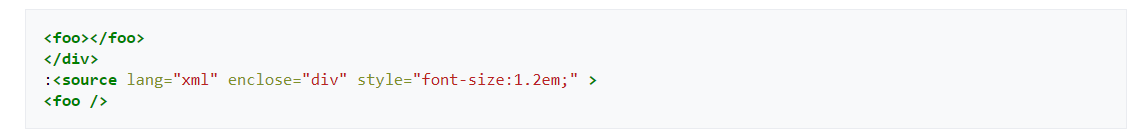 <foo></foo>
</div>
:<source lang="xml" enclose="div" style="font-size:1.2em;" >
<foo />